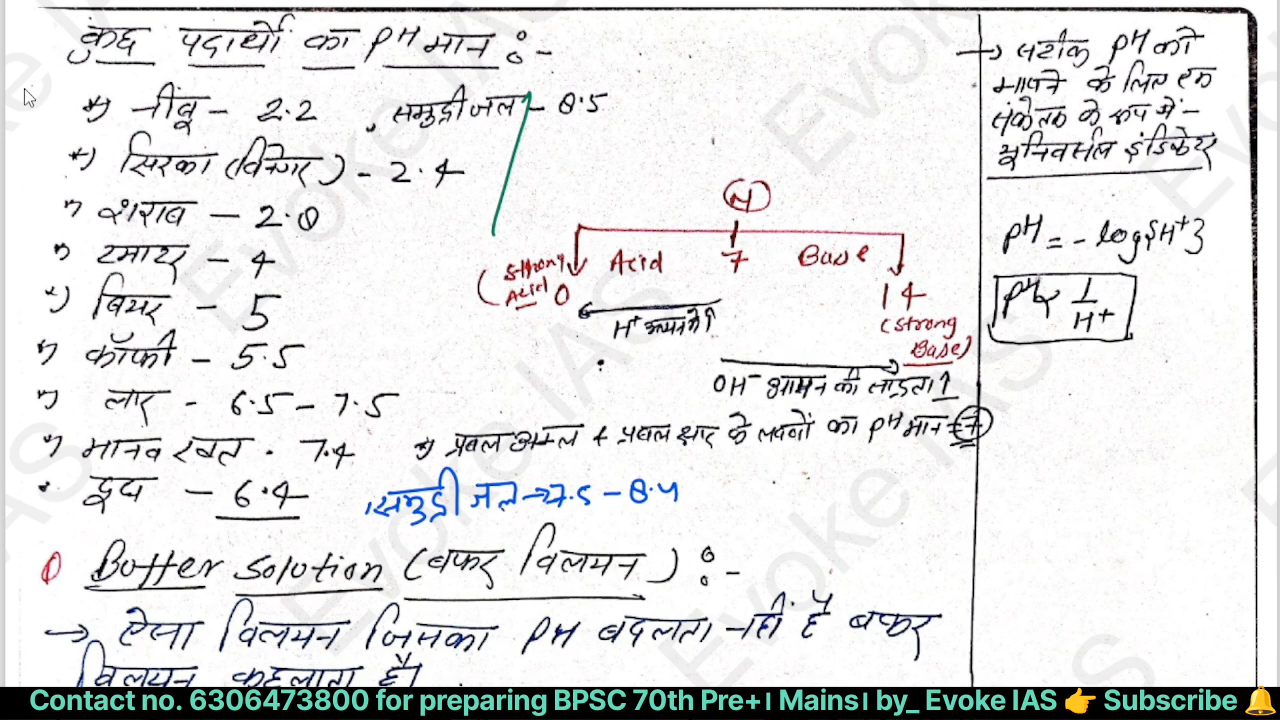 कुछ पदार्थों का PH मान :-
*) नींबू - 2.2 , समुद्री जल - 8.5
*) सिरका (विनेगर) - 2.4
") शराब - 2.8
") टमाटर - 4
*) बियर - 5
") कॉफी - 5.5
") लार - 6.5 - 7.5
") मानव रक्त - 7.4
• दूध - 6.4
, समुद्री जल → 7.5 - 8.4
N
(Strong Acid 0 Acid 7 Base 14
(Strong Base)
H⁺ आयन में ↑
OH⁻ आयन की सांद्रता ↑
*) प्रबल अम्ल + प्रबल क्षार के लवणों का PH मान = 7
Buffer Solution (बफर विलयन) :-
→ ऐसा विलयन जिसका PH बदलता नहीं है बफर
विलयन कहलाता है।
→ सटीक PH को
मापने के लिए एक
संकेतक के रूप में -
यूनिवर्सल इंडिकेटर
PH = - log{H⁺}
PH ∝ 1/H⁺
Evoke IAS
Contact no. 6306473800 for preparing BPSC 70th Pre+। Mains। by_ Evoke IAS 👉 Subscribe 🔔